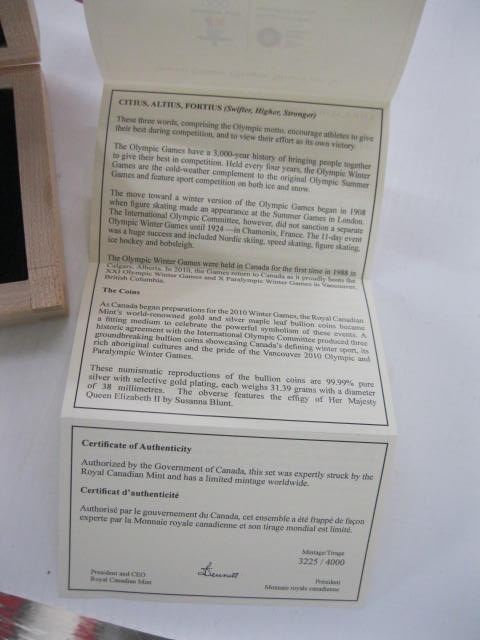 CITIUS, ALTIUS, FORTIUS (Swifter, Higher, Stronger)
These three words, comprising the Olympic motto, encourage athletes to give
their best during competition, and to view their effort as its own victory.
The Olympic Games have a 3,000-year history of bringing people together
to give their best in competition. Held every four years, the Olympic Winter
Games are the cold-weather complement to the original Olympic Summer
Games and feature sport competition on both ice and snow.
The move toward a winter version of the Olympic Games began in 1908
when figure skating made an appearance at the Summer Games in London.
The International Olympic Committee, however, did not sanction a separate
Olympic Winter Games until 1924 — in Chamonix, France. The 11-day event
was a huge success and included Nordic skiing, speed skating, figure skating,
ice hockey and bobsleigh.
The Olympic Winter Games were held in Canada for the first time in 1988 in
Calgary, Alberta. In 2010, the Games return to Canada as it proudly hosts the
XXI Olympic Winter Games and X Paralympic Winter Games in Vancouver,
British Columbia.
The Coins
As Canada began preparations for the 2010 Winter Games, the Royal Canadian
Mint's world-renowned gold and silver maple leaf bullion coins became
a fitting medium to celebrate the powerful symbolism of these events. A
historic agreement with the International Olympic Committee produced three
groundbreaking bullion coins showcasing Canada's defining winter sport, its
rich aboriginal cultures and the pride of the Vancouver 2010 Olympic and
Paralympic Winter Games.
These numismatic reproductions of the bullion coins are 99.99% pure
silver with selective gold plating, each weighs 31.39 grams with a diameter
of 38 millimetres. The obverse features the effigy of Her Majesty
Queen Elizabeth II by Susanna Blunt.
Certificate of Authenticity
Authorized by the Government of Canada, this set was expertly struck by the
Royal Canadian Mint and has a limited mintage worldwide.
Certificat d'authenticité
Authorisé par le gouvernement du Canada, cet ensemble a été frappé de façon
experte par la Monnaie royale canadienne et son tirage mondial est limité.
Mintage/Tirage
3225 / 4000
President and CEO
Royal Canadian Mint
Président
Monnaie royale canadienne